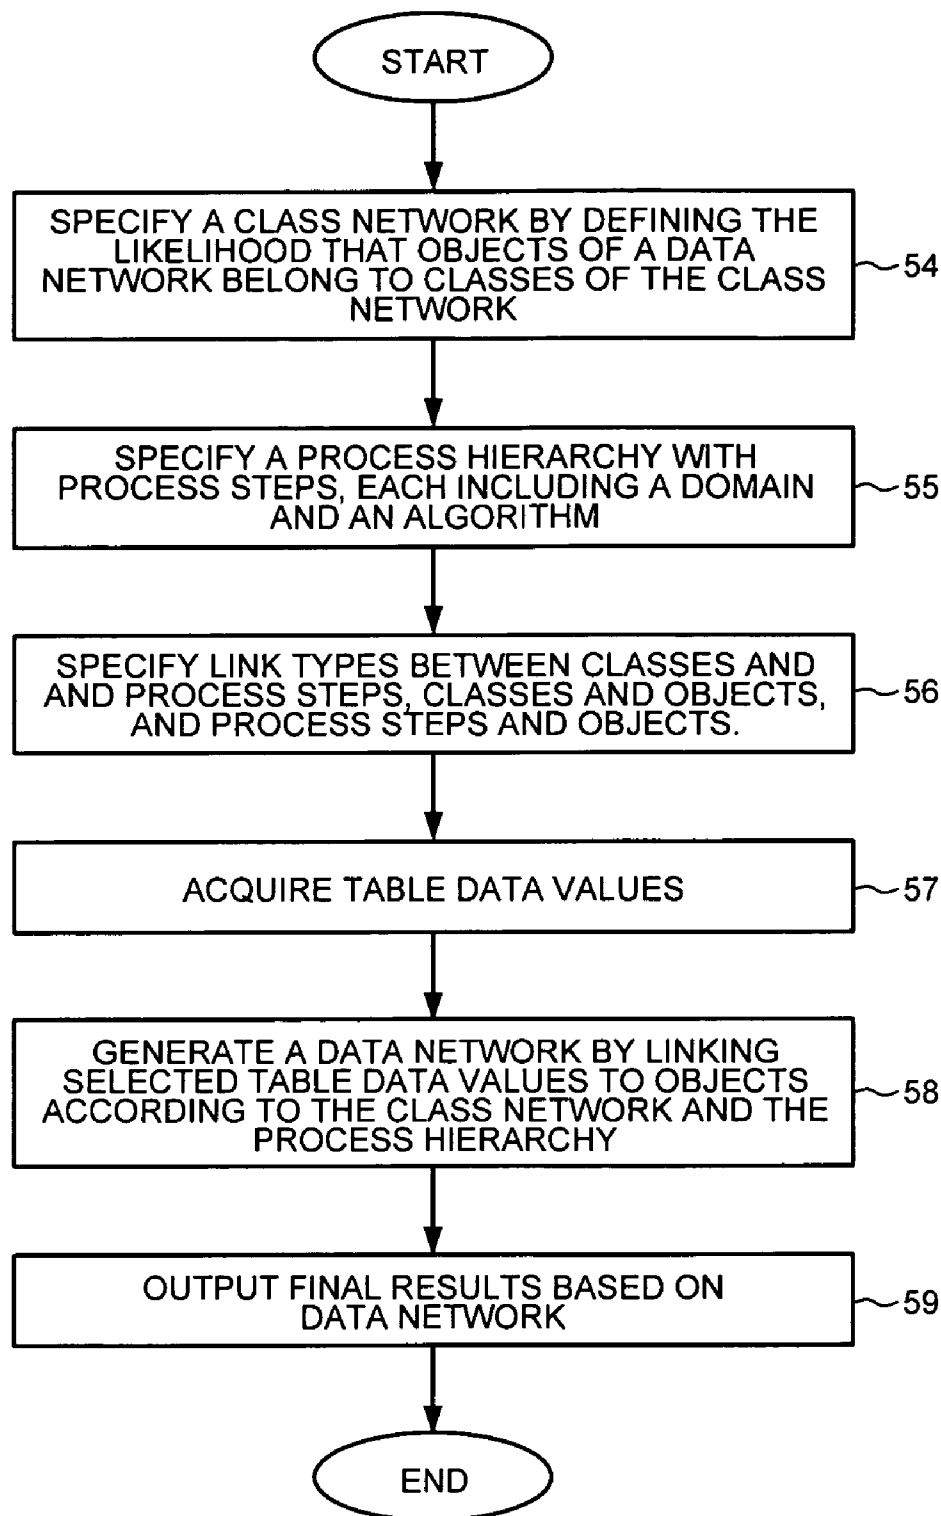 START
SPECIFY A CLASS NETWORK BY DEFINING THE
LIKELIHOOD THAT OBJECTS OF A DATA
NETWORK BELONG TO CLASSES OF THE CLASS
NETWORK
54
SPECIFY A PROCESS HIERARCHY WITH
PROCESS STEPS, EACH INCLUDING A DOMAIN
AND AN ALGORITHM
55
SPECIFY LINK TYPES BETWEEN CLASSES AND
AND PROCESS STEPS, CLASSES AND OBJECTS,
AND PROCESS STEPS AND OBJECTS.
56
ACQUIRE TABLE DATA VALUES
57
GENERATE A DATA NETWORK BY LINKING
SELECTED TABLE DATA VALUES TO OBJECTS
ACCORDING TO THE CLASS NETWORK AND THE
PROCESS HIERARCHY
58
OUTPUT FINAL RESULTS BASED ON
DATA NETWORK
59
END